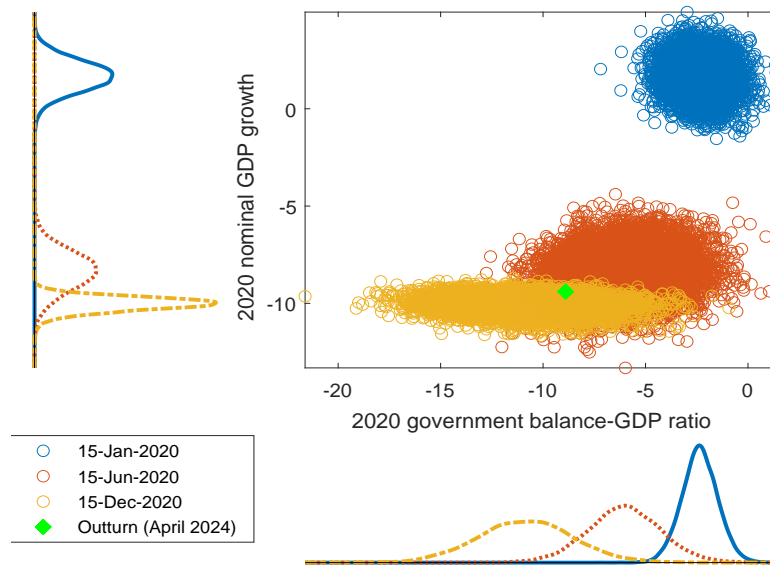 0
-5
-10
2020 nominal GDP growth
-20
-15
-10
-5
0
2020 government balance-GDP ratio
15-Jan-2020
15-Jun-2020
15-Dec-2020
Outturn (April 2024)